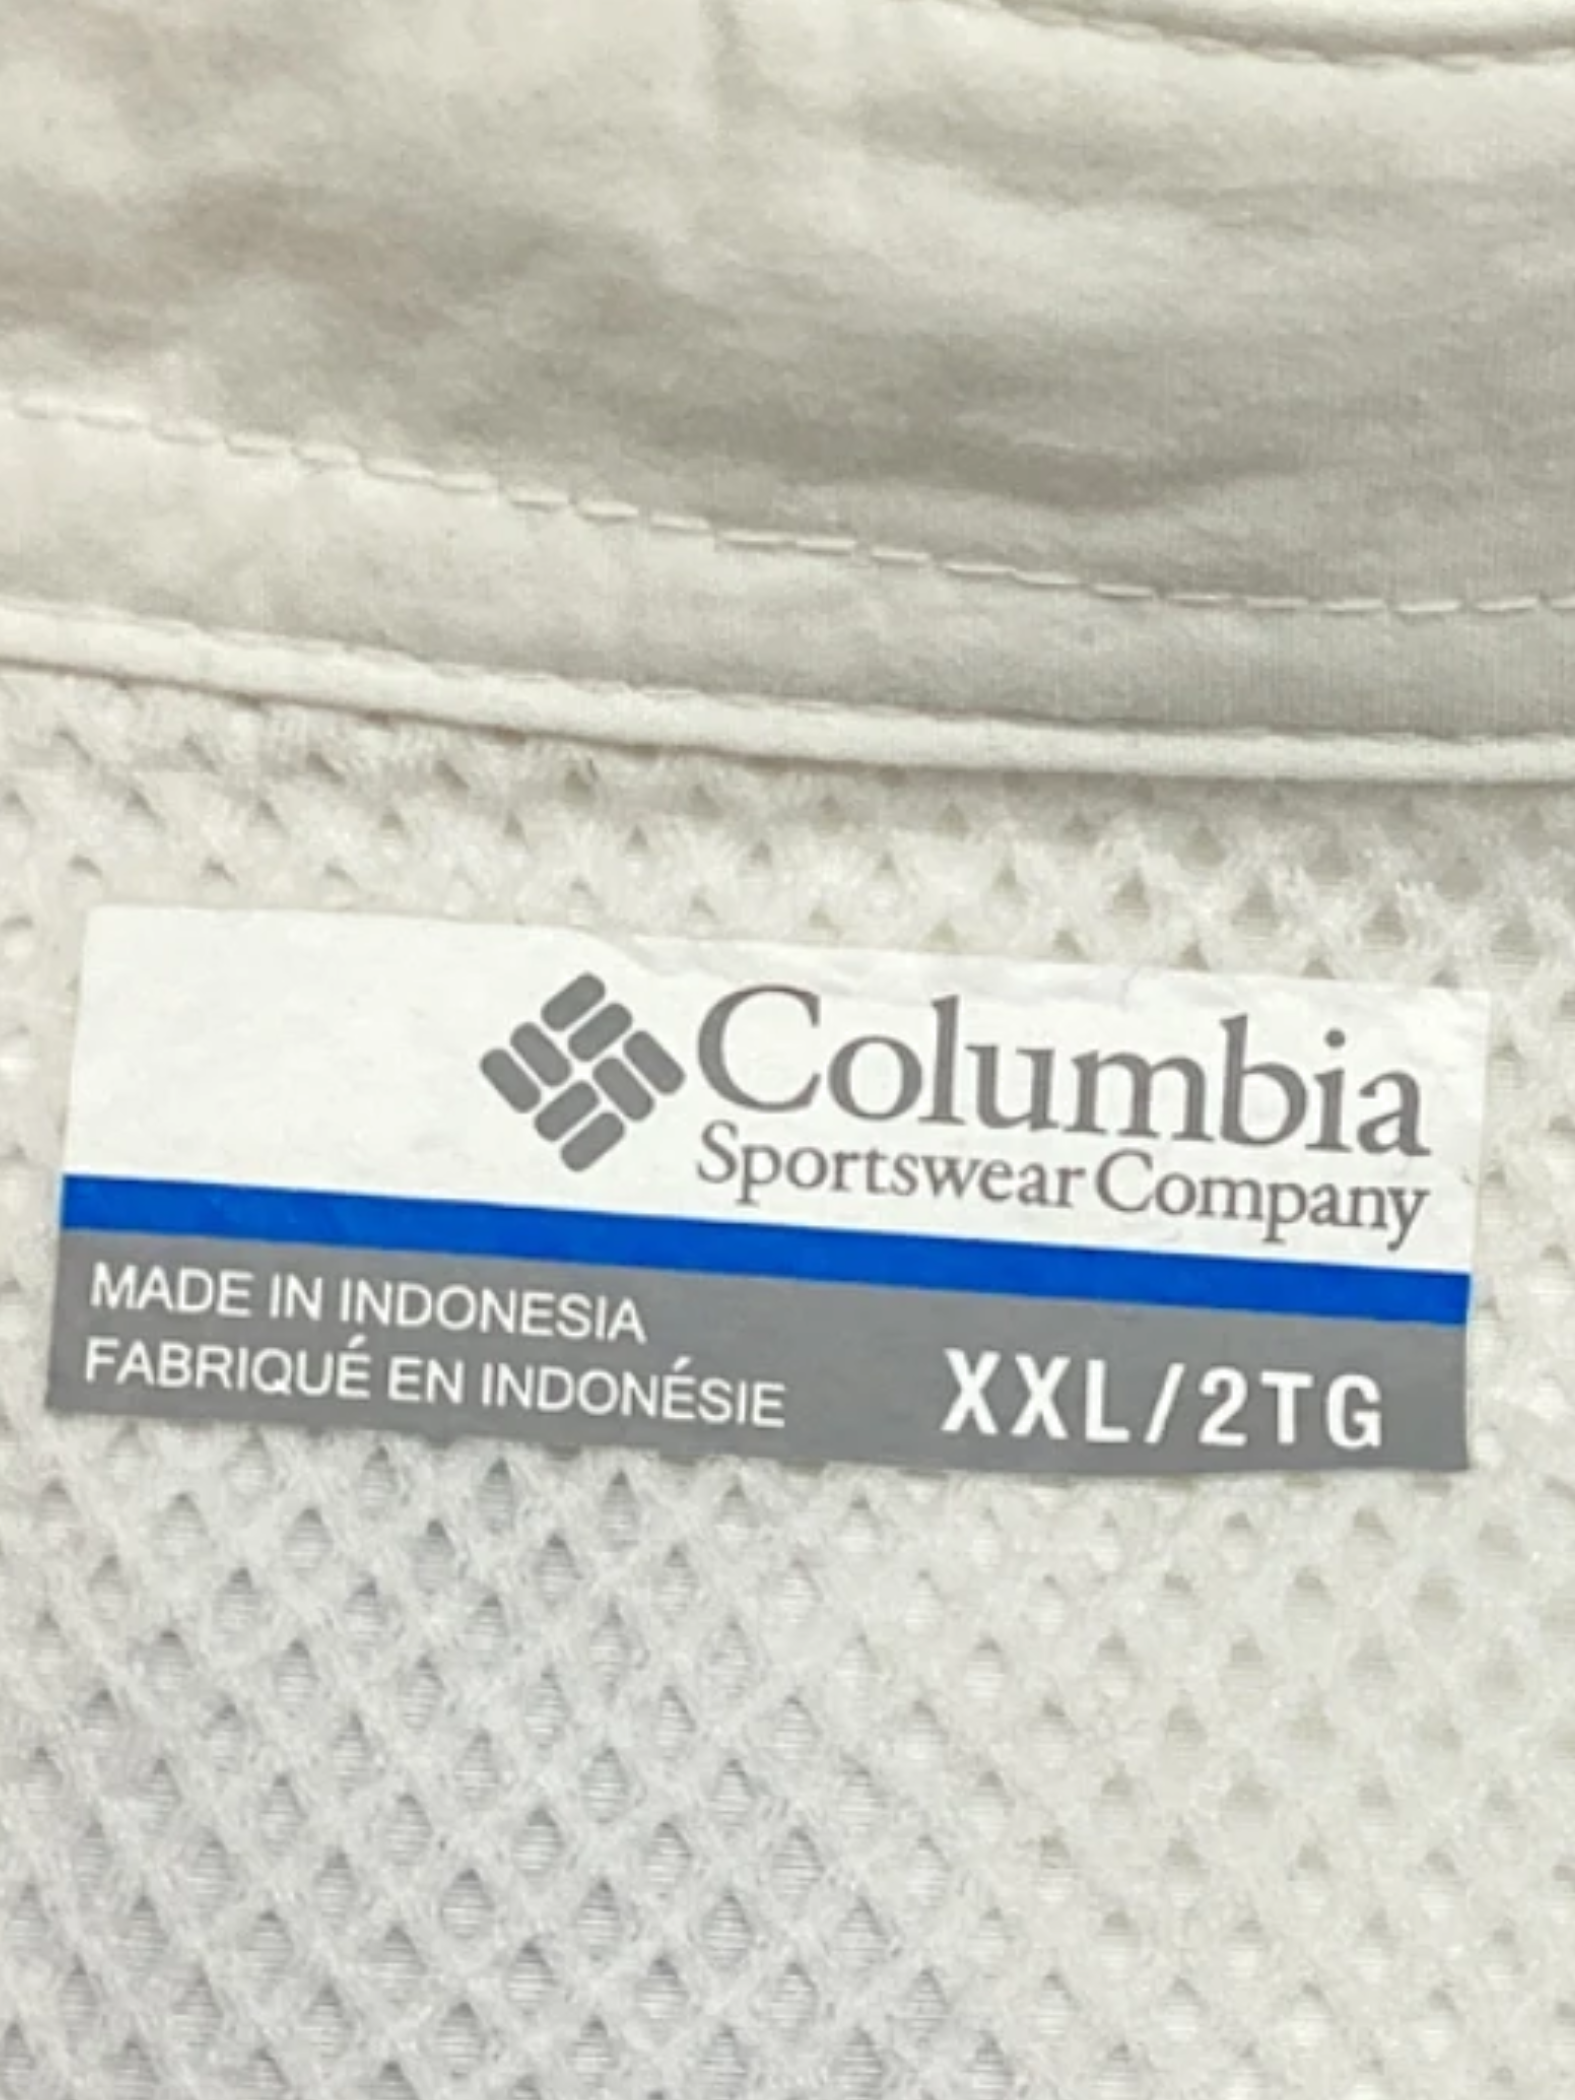 Columbia
Sportswear Company
MADE IN INDONESIA
FABRIQUÉ EN INDONÉSIE
XXL/2TG